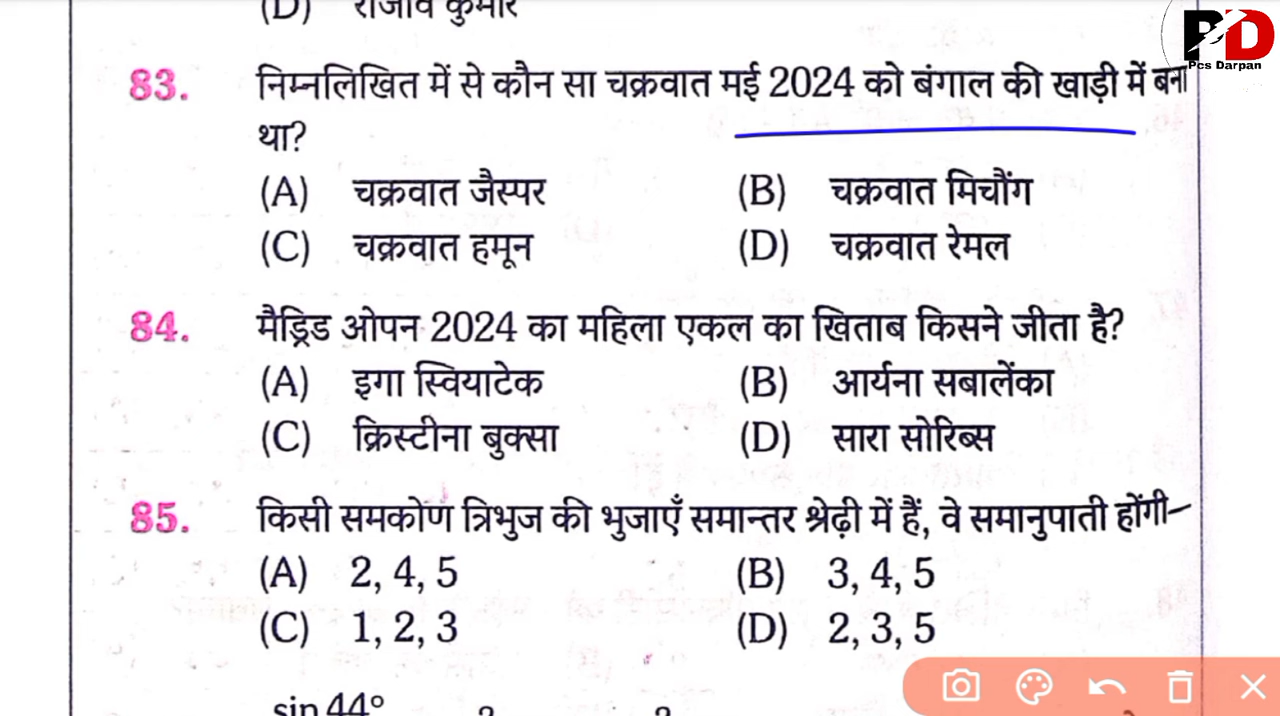 (D) राजीव कुमार
PD
Pcs Darpan
83. निम्नलिखित में से कौन सा चक्रवात मई 2024 को बंगाल की खाड़ी में बना
था?
(A) चक्रवात जैस्पर (B) चक्रवात मिचौंग
(C) चक्रवात हमून (D) चक्रवात रेमल
84. मैड्रिड ओपन 2024 का महिला एकल का खिताब किसने जीता है?
(A) इगा स्वियाटेक (B) आर्यना सबालेंका
(C) क्रिस्टीना बुक्सा (D) सारा सोरिब्स
85. किसी समकोण त्रिभुज की भुजाएँ समान्तर श्रेढ़ी में हैं, वे समानुपाती होंगी–
(A) 2, 4, 5 (B) 3, 4, 5
(C) 1, 2, 3 (D) 2, 3, 5
sin 44°